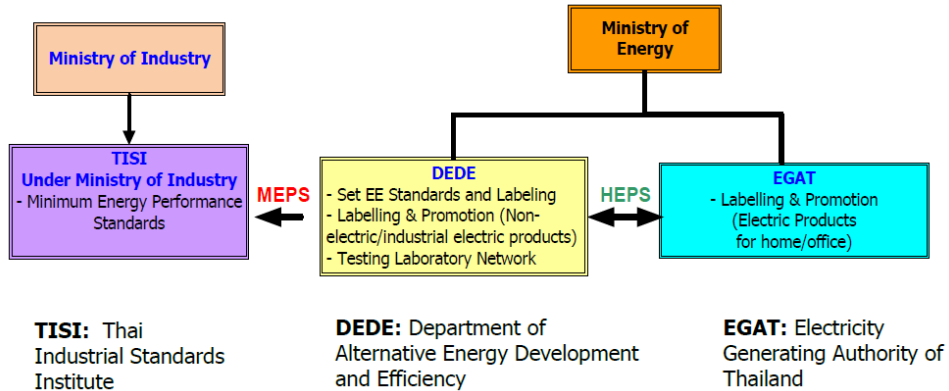 Ministry of Industry
Ministry of
Energy
TISI
Under Ministry of Industry
- Minimum Energy Performance
Standards
MEPS
DEDE
- Set EE Standards and Labeling
- Labelling & Promotion (Non-
electric/industrial electric products)
- Testing Laboratory Network
HEPS
EGAT
- Labelling & Promotion
(Electric Products
for home/office)
TISI: Thai
Industrial Standards
Institute
DEDE: Department of
Alternative Energy Development
and Efficiency
EGAT: Electricity
Generating Authority of
Thailand